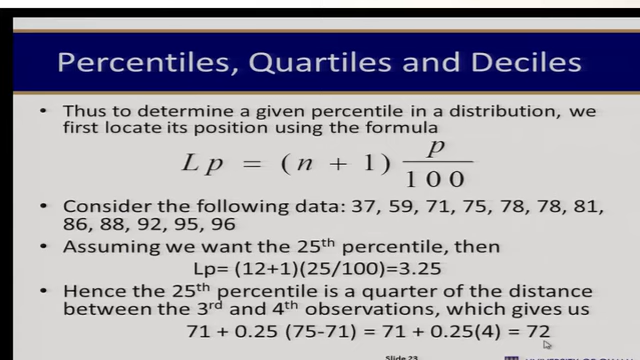 Percentiles, Quartiles and Deciles
• Thus to determine a given percentile in a distribution, we
first locate its position using the formula
Lp = (n + 1) p/100
• Consider the following data: 37, 59, 71, 75, 78, 78, 81,
86, 88, 92, 95, 96
• Assuming we want the 25th percentile, then
Lp= (12+1)(25/100)=3.25
• Hence the 25th percentile is a quarter of the distance
between the 3rd and 4th observations, which gives us
71 + 0.25 (75-71) = 71 + 0.25(4) = 72
Slide 23